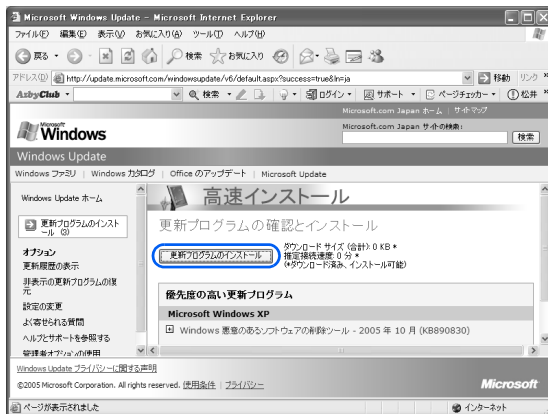 Microsoft Windows Update - Microsoft Internet Explorer
ファイル(F) 編集(E) 表示(V) お気に入り(A) ツール(T) ヘルプ(H)
戻る 検索 お気に入り
アドレス(D) http://update.microsoft.com/windowsupdate/v6/default.aspx?success=true&ln=ja 移動 リンク »
AzbyClub 検索 ログイン サポート ページチェッカー 松井 »
Microsoft.com Japan ホーム | サイトマップ
Microsoft Windows
Microsoft.com Japan サイトの検索:
検索
Windows Update
Windows ファミリ | Windows カタログ | Office のアップデート | Microsoft Update
Windows Update ホーム
更新プログラムのインストール (3)
オプション
更新履歴の表示
非表示の更新プログラムの復元
設定の変更
よく寄せられる質問
ヘルプとサポートを参照する
管理者オプションの使用
高速インストール
更新プログラムの確認とインストール
更新プログラムのインストール
ダウンロード サイズ (合計): 0 KB *
推定接続速度: 0 分 *
(*ダウンロード済み、インストール可能)
優先度の高い更新プログラム
Microsoft Windows XP
Windows 悪意のあるソフトウェアの削除ツール - 2005 年 10 月 (KB890830)
Windows Update プライバシーに関する声明
©2005 Microsoft Corporation. All rights reserved. 使用条件 | プライバシー
Microsoft
ページが表示されました
インターネット